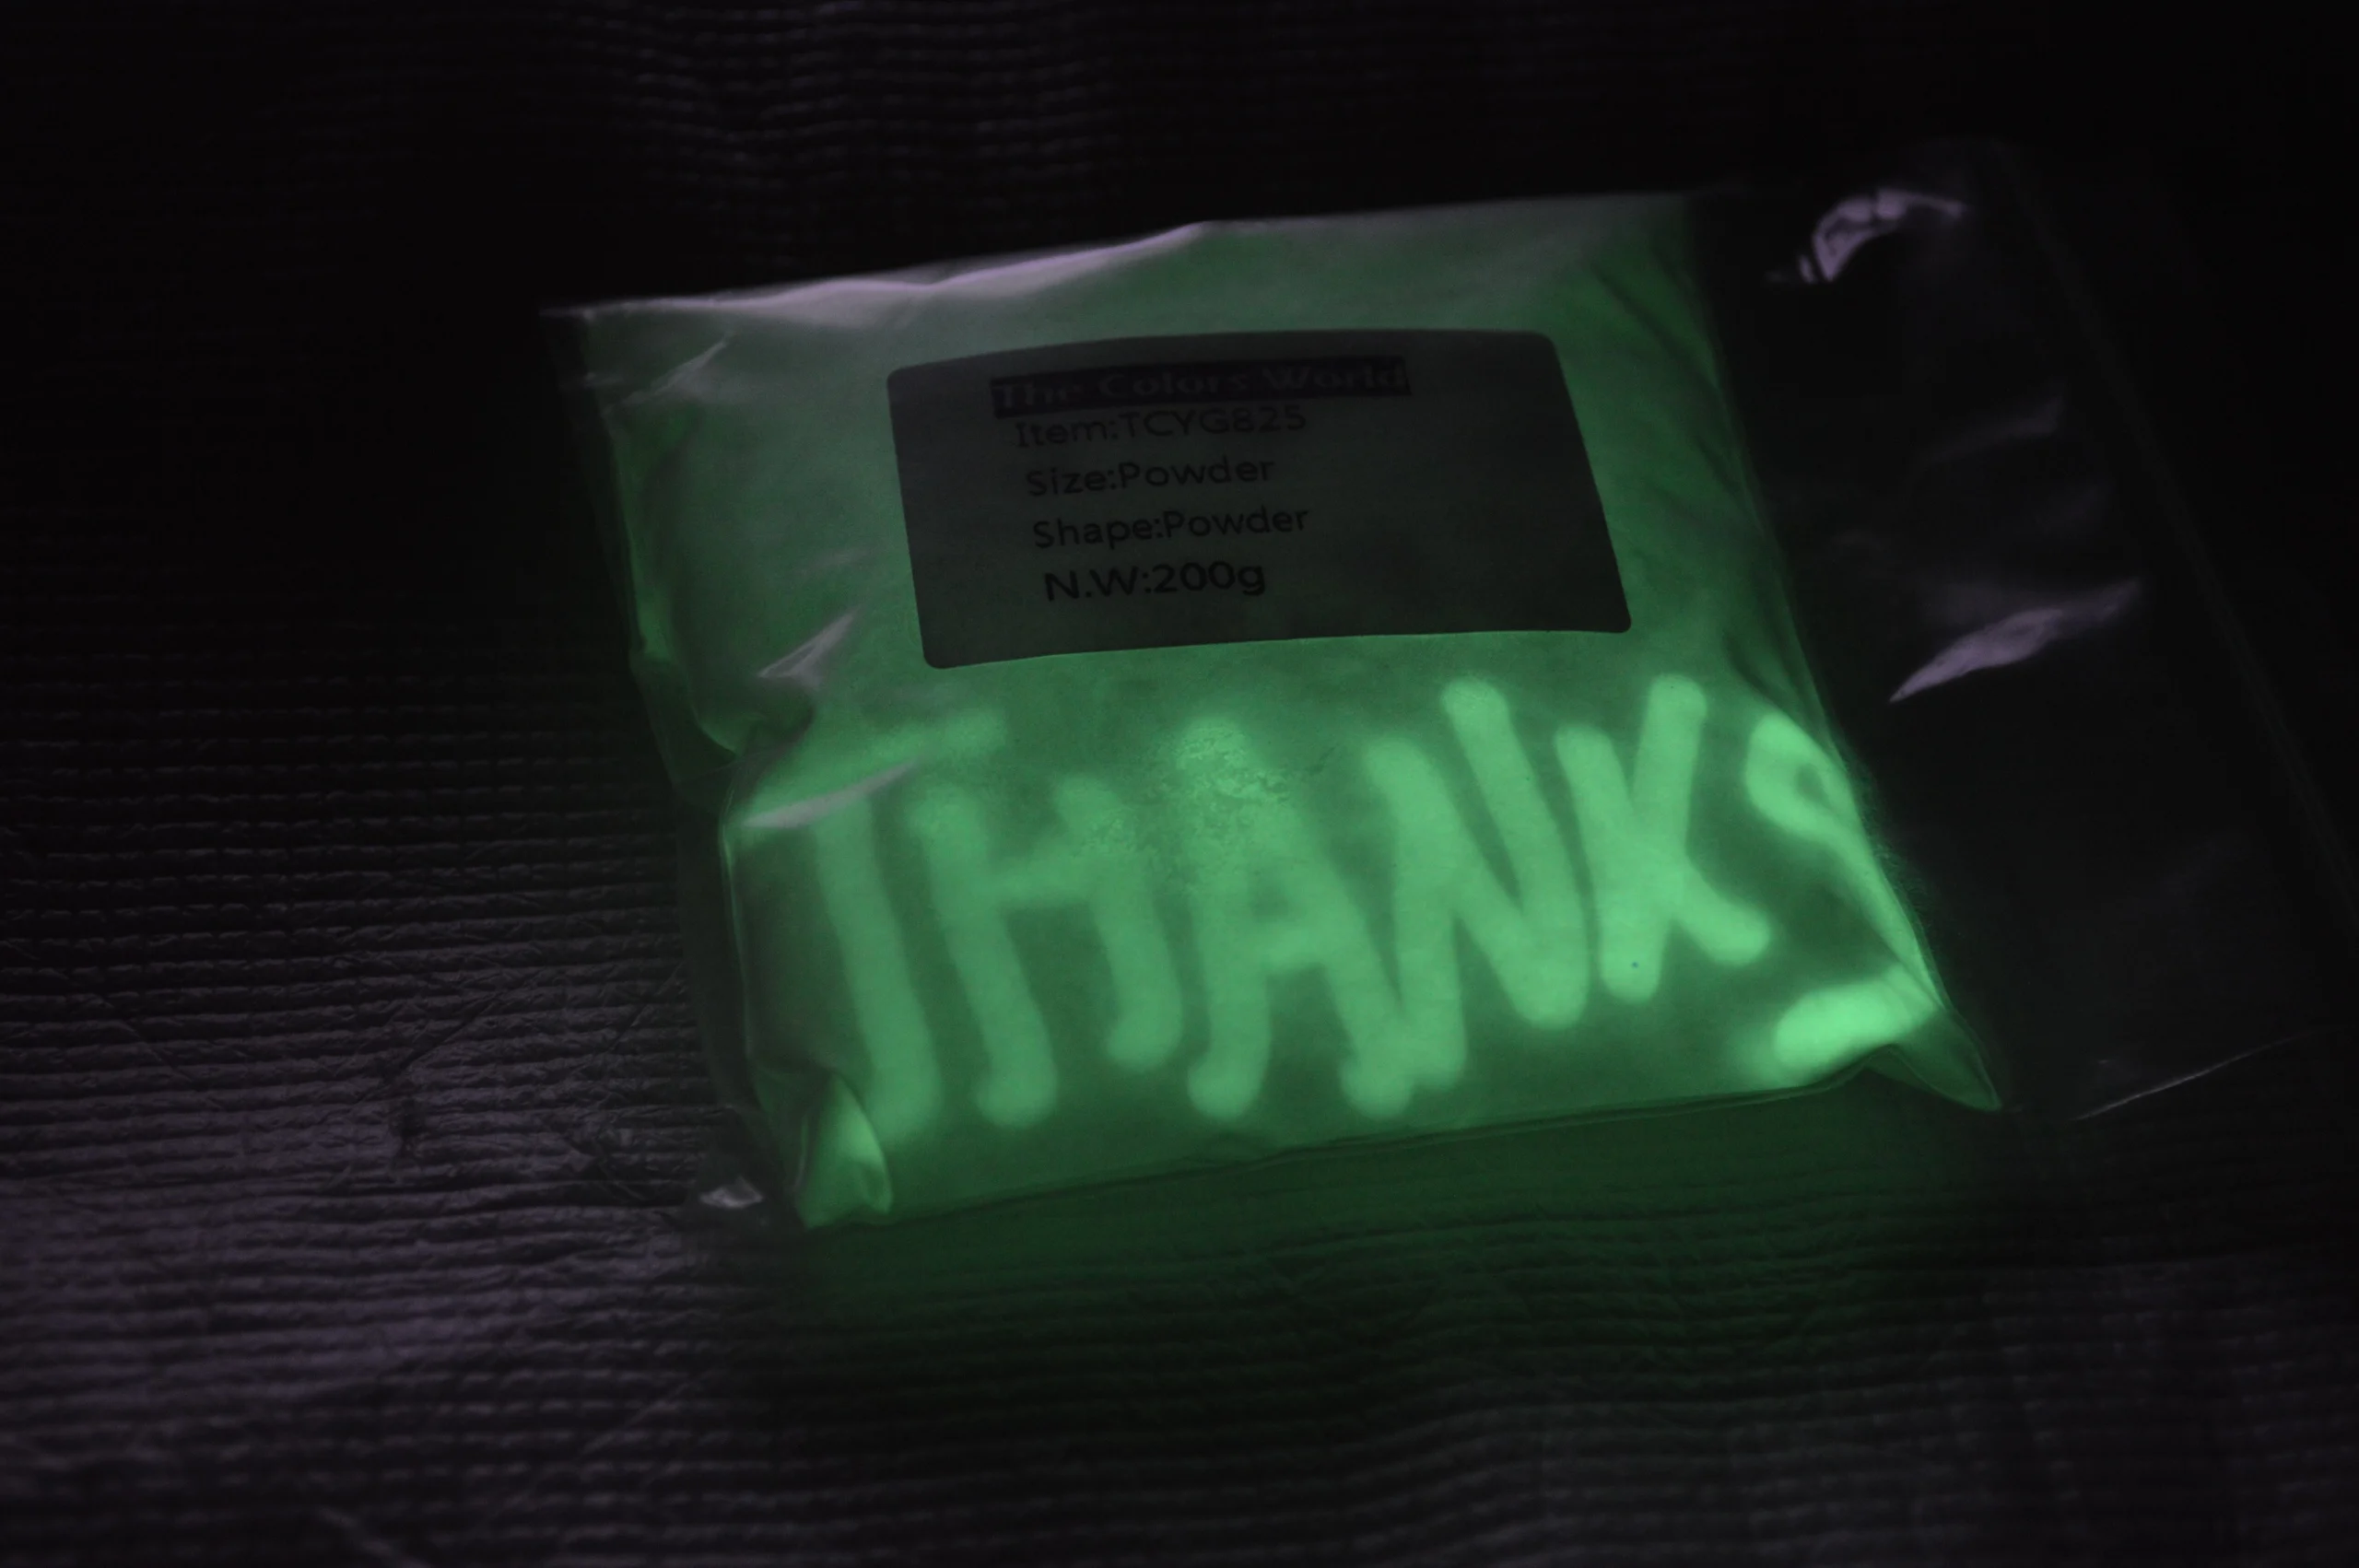 The Colors World
Item:TCYG825
Size:Powder
Shape:Powder
N.W:200g
THANKS